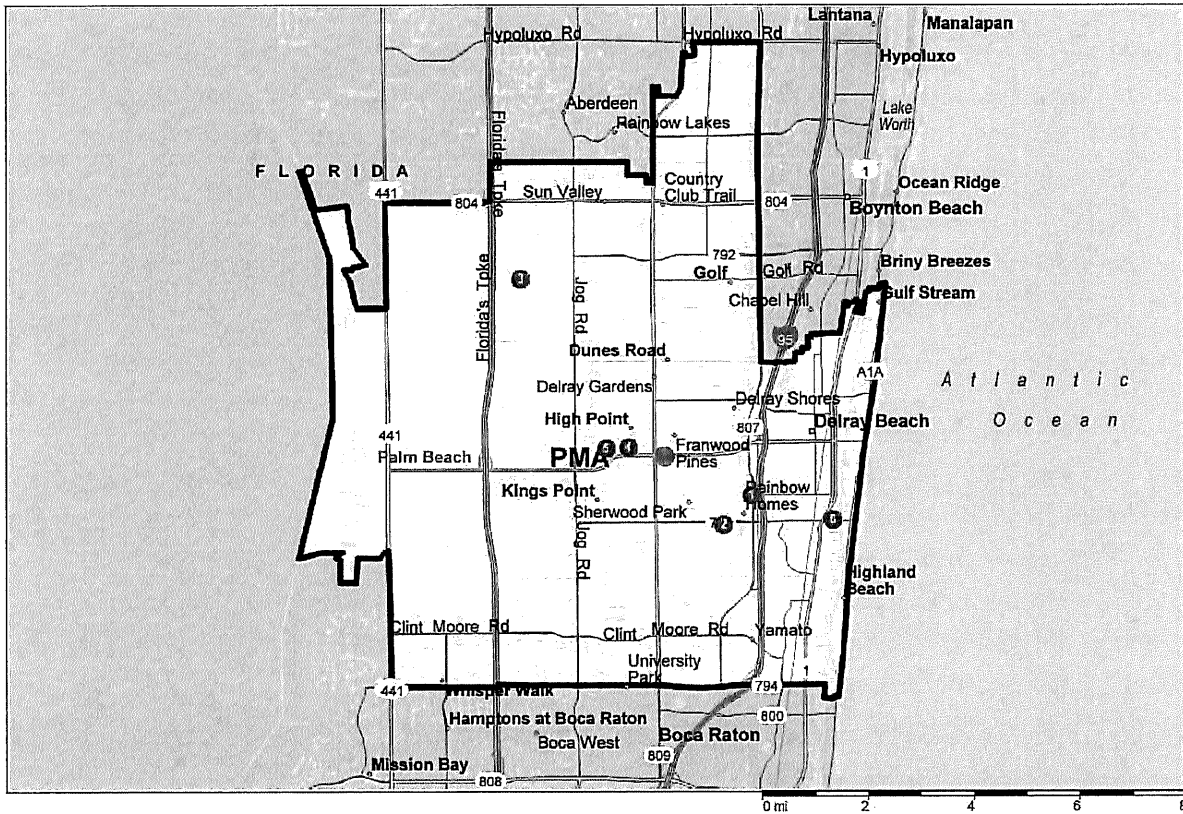 Lantana
Manalapan
Hypoluxo Rd
Hypoluxo Rd
Hypoluxo
Aberdeen
Rainbow Lakes
Lake
Worth
Florida's Tpke
FLORIDA
441
804
Sun Valley
Country
Club Trail
804
1
Ocean Ridge
Boynton Beach
792
Golf
Golf Rd
Briny Breezes
Gulf Stream
Chapel Hill
3
Florida's Tpke
Jog Rd
95
Dunes Road
A1A
Delray Gardens
Delray Shores
Atlantic
Ocean
High Point
807
Delray Beach
441
Palm Beach
PMA
4
Franwood
Pines
Kings Point
Rainbow
Homes
Sherwood Park
Jog Rd
Highland
Beach
Clint Moore Rd
Clint Moore Rd
Yamato
University
Park
1
441
794
Whisper Walk
800
Hamptons at Boca Raton
Boca West
Boca Raton
809
Mission Bay
808
0 mi
2
4
6
8